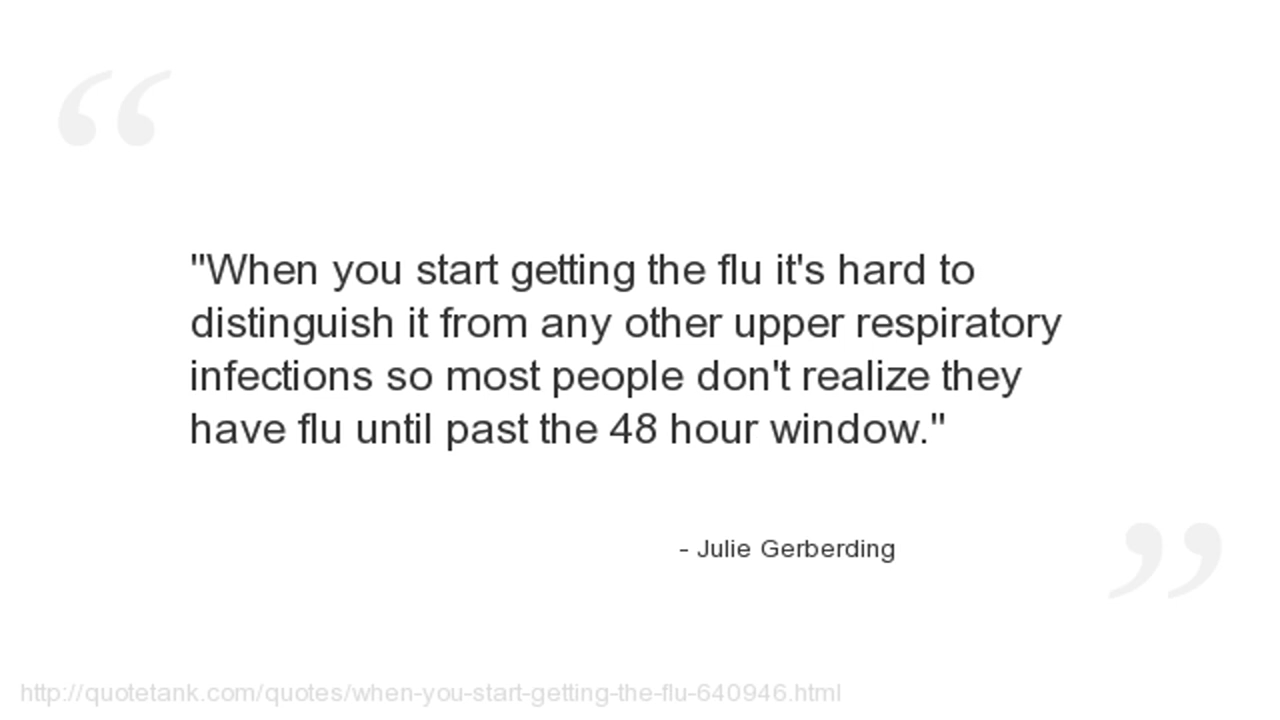 "When you start getting the flu it's hard to
distinguish it from any other upper respiratory
infections so most people don't realize they
have flu until past the 48 hour window."
- Julie Gerberding
http://quotetank.com/quotes/when-you-start-getting-the-flu-640946.html